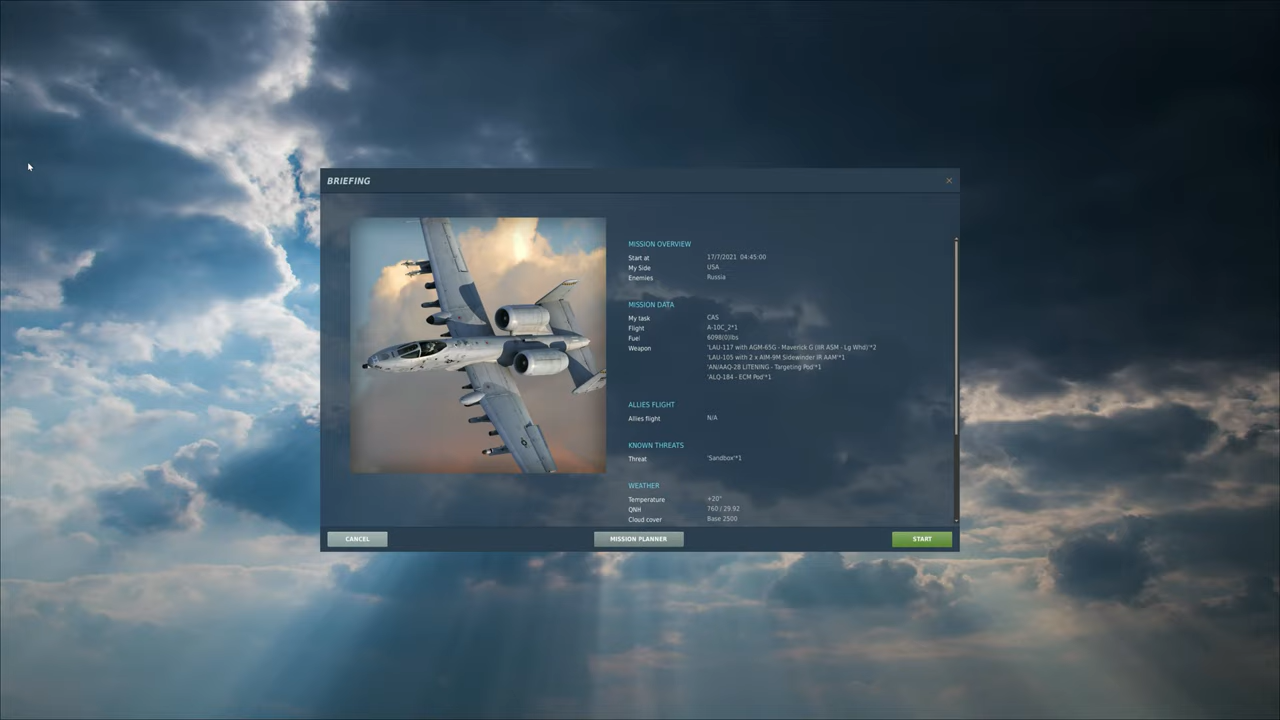 BRIEFING
MISSION OVERVIEW
Start at 17/7/2021 04:45:00
My Side USA
Enemies Russia
MISSION DATA
My task CAS
Flight A-10C_2*1
Fuel 6098(0)lbs
Weapon 'LAU-117 with AGM-65G - Maverick G (IIR ASM - Lg Whd)'*2
'LAU-105 with 2 x AIM-9M Sidewinder IR AAM'*1
'AN/AAQ-28 LITENING - Targeting Pod'*1
'ALQ-184 - ECM Pod'*1
ALLIES FLIGHT
Allies flight N/A
KNOWN THREATS
Threat 'Sandbox'*1
WEATHER
Temperature +20°
QNH 760 / 29.92
Cloud cover Base 2500
CANCEL MISSION PLANNER START